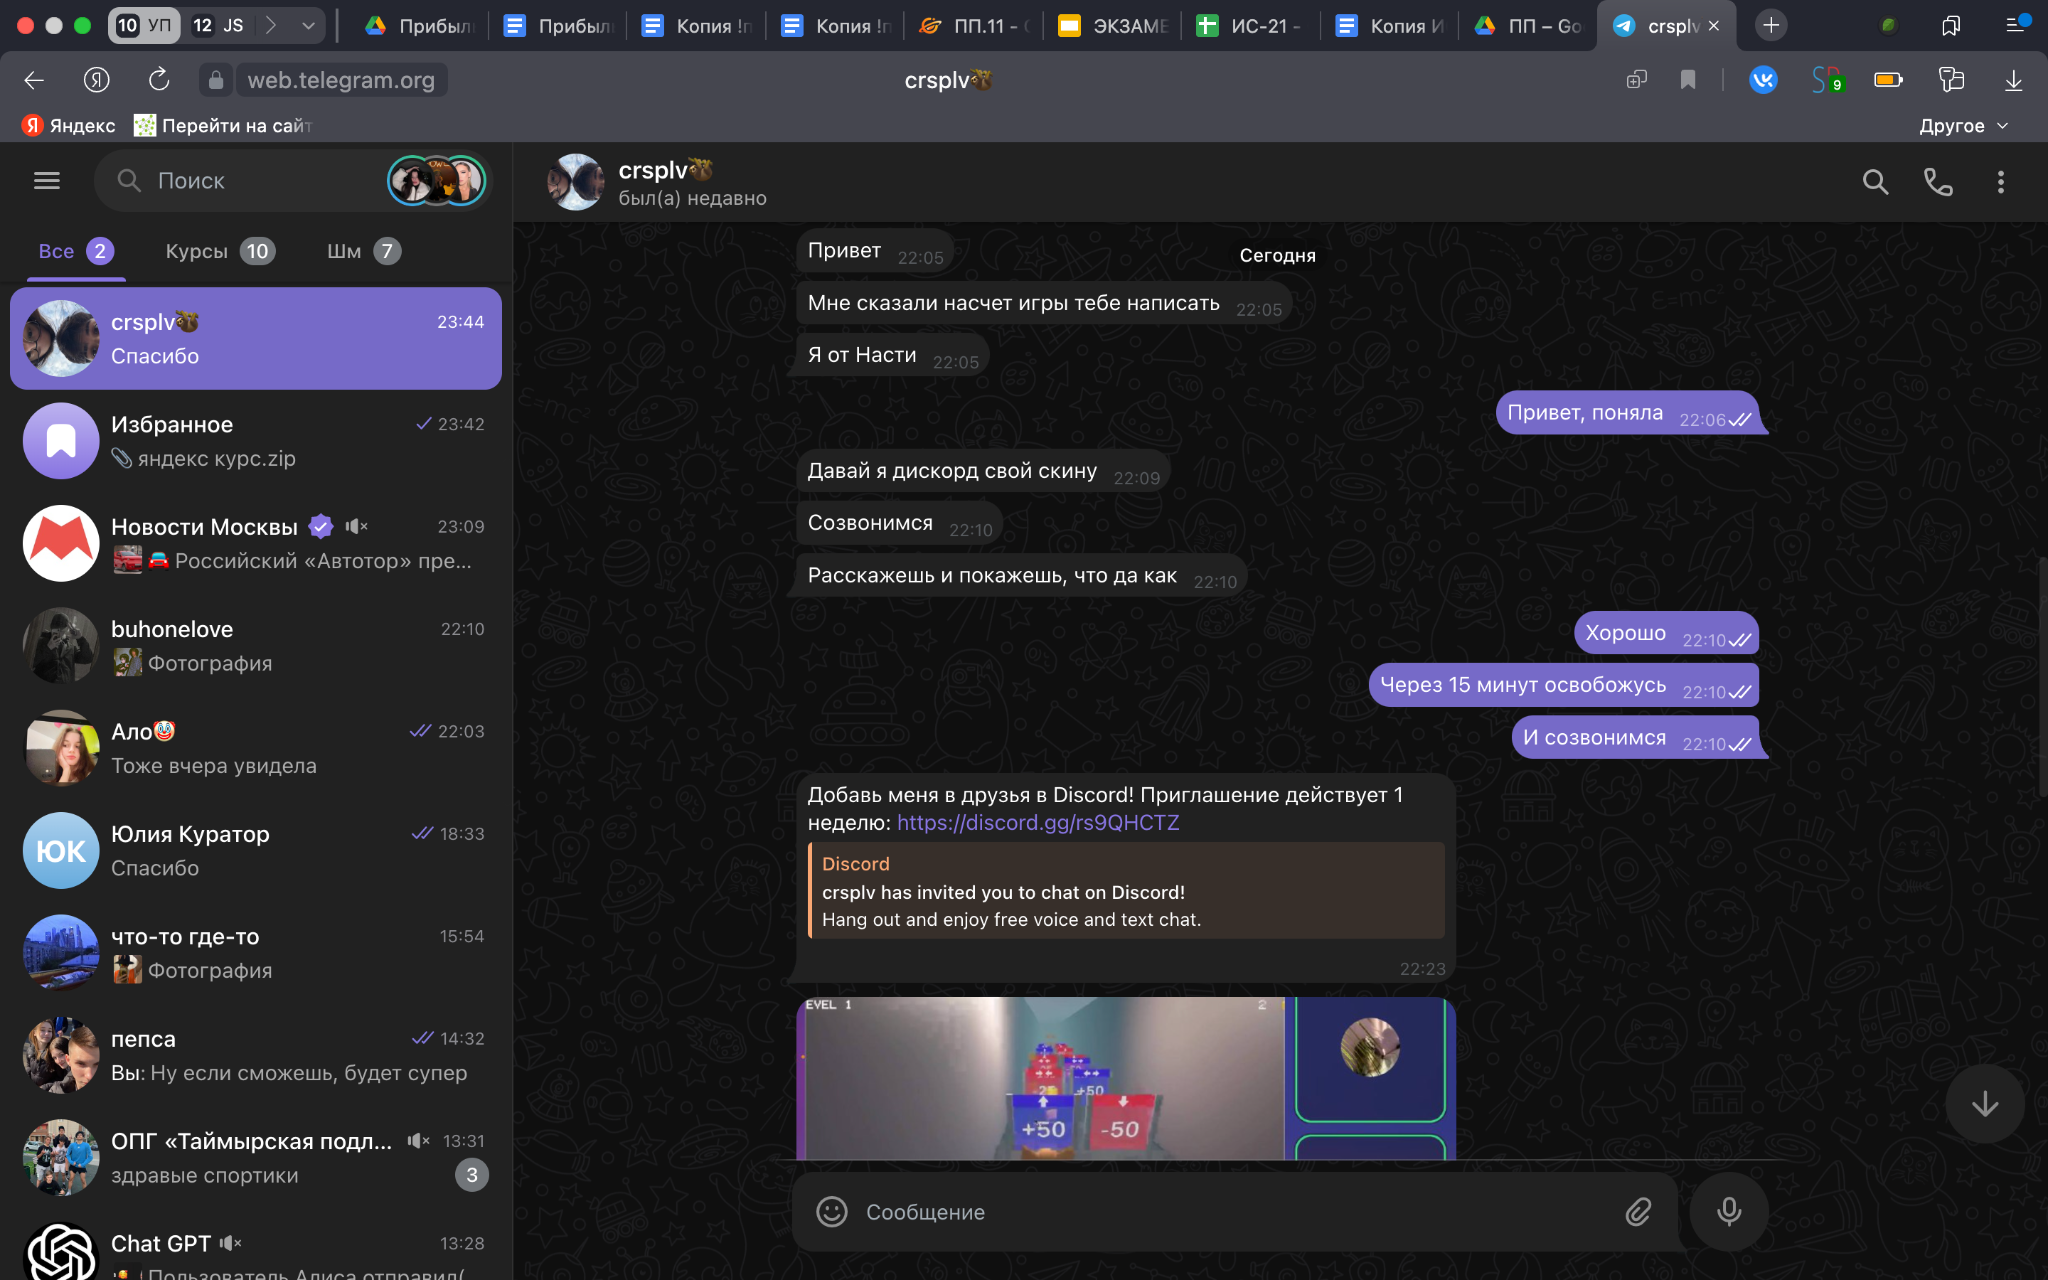 10 УП
12 JS
Прибыл
Прибыл
Копия !п
Копия !п
ПП.11 -
ЭКЗАМЕ
ИС-21 -
Копия И
ПП – Go
crsplv
web.telegram.org
crsplv
9
Яндекс
Перейти на сайт
Другое
Поиск
Все 2
Курсы 10
Шм 7
crsplv 23:44
Спасибо
Избранное 23:42
яндекс курс.zip
Новости Москвы 23:09
Российский «Автотор» пре...
buhonelove 22:10
Фотография
Ало 22:03
Тоже вчера увидела
ЮК
Юлия Куратор 18:33
Спасибо
что-то где-то 15:54
Фотография
пепса 14:32
Вы: Ну если сможешь, будет супер
ОПГ «Таймырская подл... 13:31
здравые спортики 3
Chat GPT 13:28
Пользователь Алиса отправил(
crsplv
был(а) недавно
Сегодня
Привет 22:05
Мне сказали насчет игры тебе написать 22:05
Я от Насти 22:05
Привет, поняла 22:06
Давай я дискорд свой скину 22:09
Созвонимся 22:10
Расскажешь и покажешь, что да как 22:10
Хорошо 22:10
Через 15 минут освобожусь 22:10
И созвонимся 22:10
Добавь меня в друзья в Discord! Приглашение действует 1
неделю: https://discord.gg/rs9QHCTZ
Discord
crsplv has invited you to chat on Discord!
Hang out and enjoy free voice and text chat.
22:23
EVEL 1
2
+50
+50
-50
Сообщение